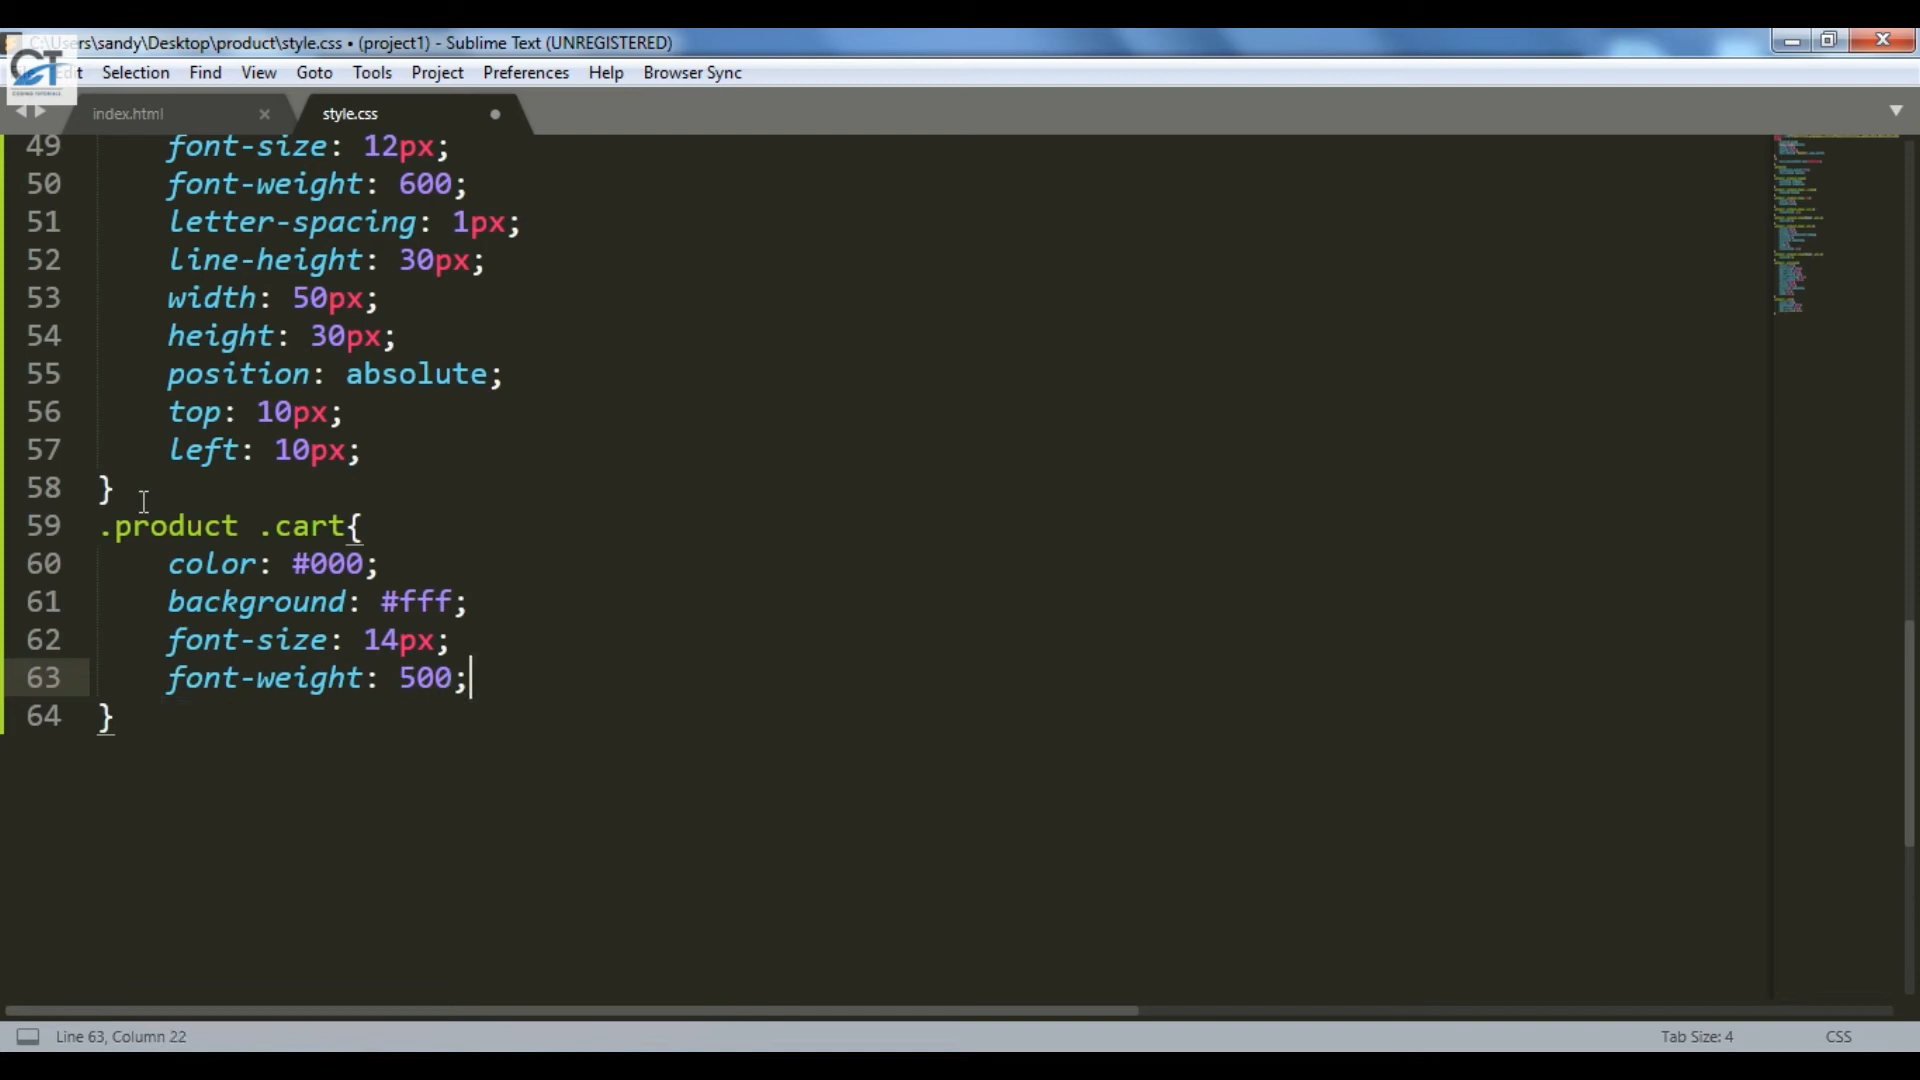 C:\Users\sandy\Desktop\product\style.css • (project1) - Sublime Text (UNREGISTERED)
CT
CODING TUTORIALS
Edit Selection Find View Goto Tools Project Preferences Help Browser Sync
index.html × style.css
49 font-size: 12px;
50 font-weight: 600;
51 letter-spacing: 1px;
52 line-height: 30px;
53 width: 50px;
54 height: 30px;
55 position: absolute;
56 top: 10px;
57 left: 10px;
58 }
59 .product .cart{
60 color: #000;
61 background: #fff;
62 font-size: 14px;
63 font-weight: 500;
64 }
Line 63, Column 22
Tab Size: 4
CSS